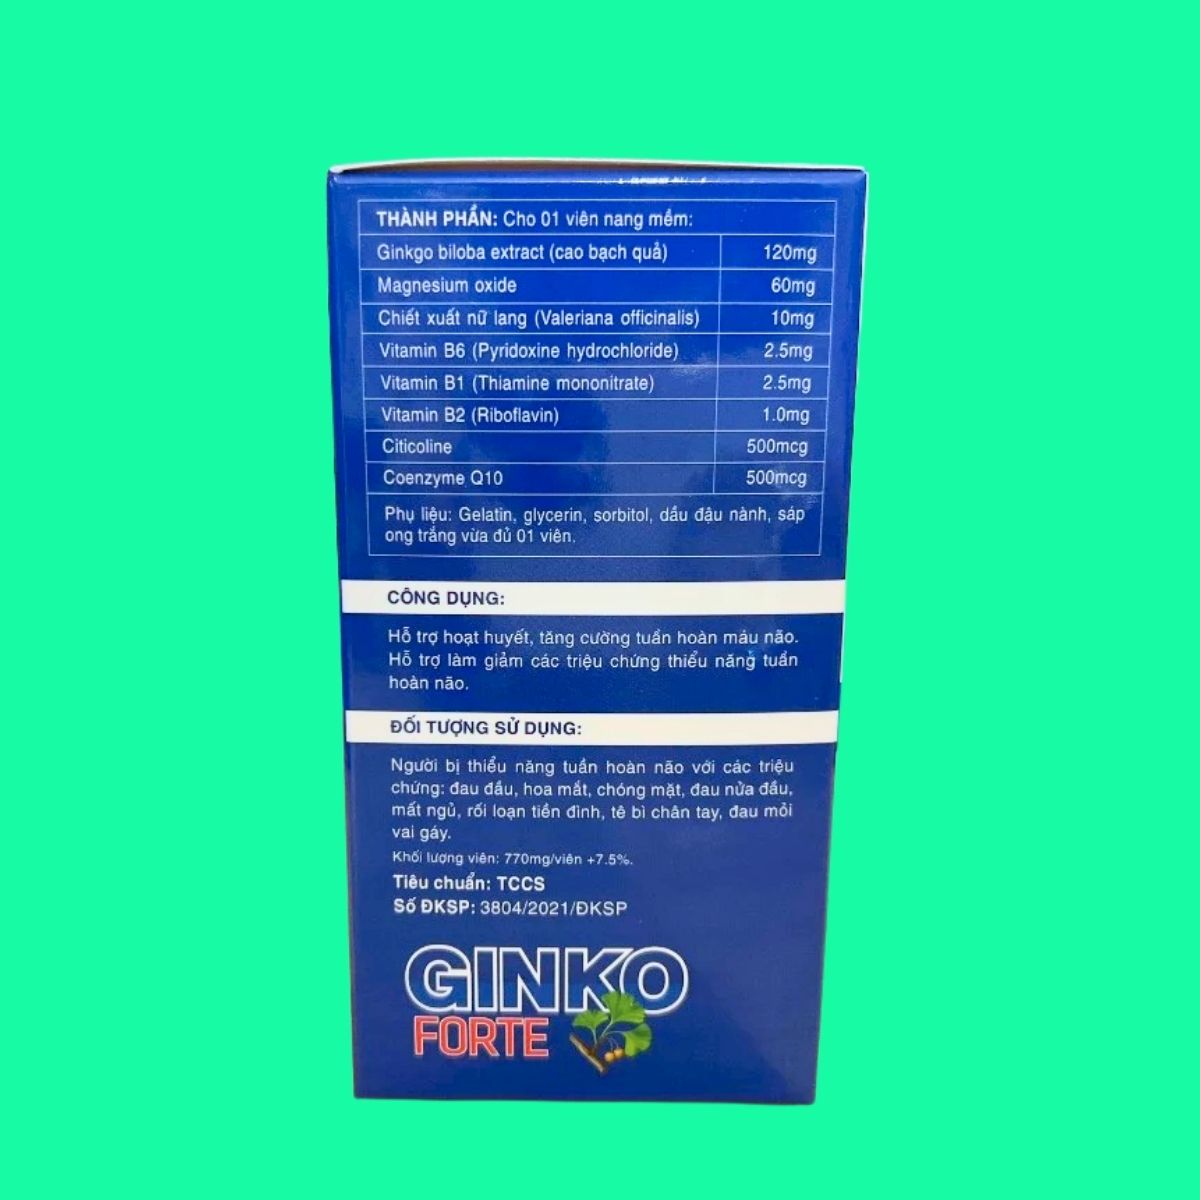 THÀNH PHẦN: Cho 01 viên nang mềm:
Ginkgo biloba extract (cao bạch quả) 120mg
Magnesium oxide 60mg
Chiết xuất nữ lang (Valeriana officinalis) 10mg
Vitamin B6 (Pyridoxine hydrochloride) 2.5mg
Vitamin B1 (Thiamine mononitrate) 2.5mg
Vitamin B2 (Riboflavin) 1.0mg
Citicoline 500mcg
Coenzyme Q10 500mcg
Phụ liệu: Gelatin, glycerin, sorbitol, dầu đậu nành, sáp
ong trắng vừa đủ 01 viên.
CÔNG DỤNG:
Hỗ trợ hoạt huyết, tăng cường tuần hoàn máu não.
Hỗ trợ làm giảm các triệu chứng thiểu năng tuần
hoàn não.
ĐỐI TƯỢNG SỬ DỤNG:
Người bị thiểu năng tuần hoàn não với các triệu
chứng: đau đầu, hoa mắt, chóng mặt, đau nửa đầu,
mất ngủ, rối loạn tiền đình, tê bì chân tay, đau mỏi
vai gáy.
Khối lượng viên: 770mg/viên +7.5%.
Tiêu chuẩn: TCCS
Số ĐKSP: 3804/2021/ĐKSP
GINKO
FORTE